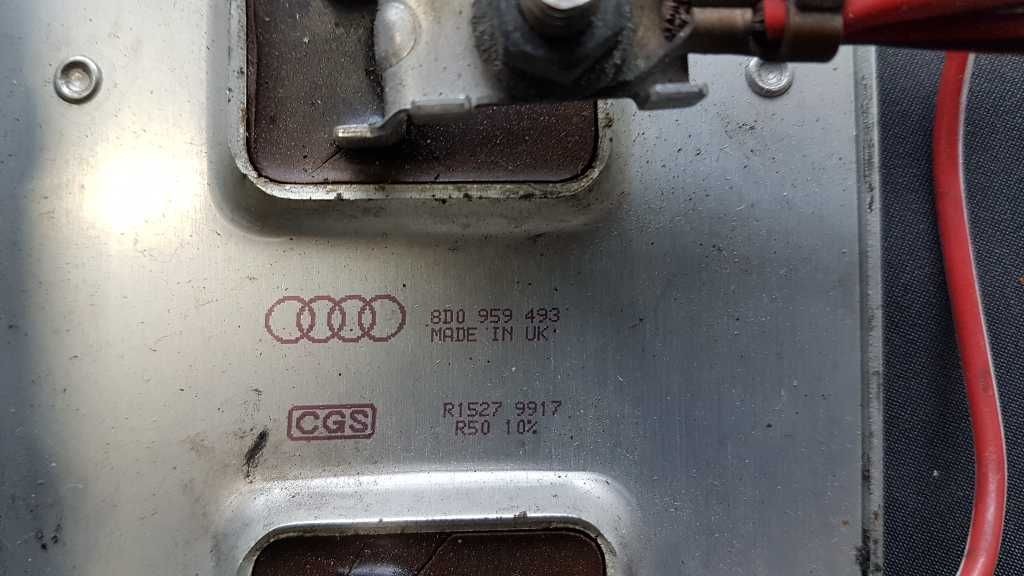 8D0 959 493
MADE IN UK
CGS
R1527 9917
R50 10%